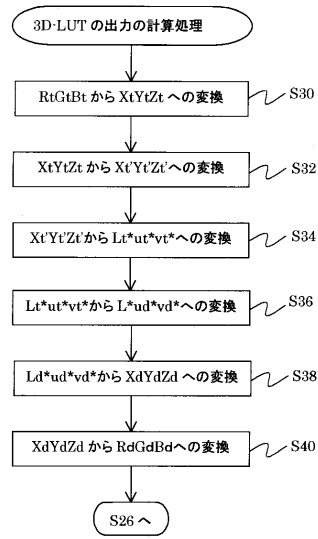 3D-LUT の出力の計算処理
RtGtBt から XtYtZt への変換
S30
XtYtZt から Xt'Yt'Zt'への変換
S32
Xt'Yt'Zt'から Lt*ut*vt*への変換
S34
Lt*ut*vt*から L*ud*vd*への変換
S36
Ld*ud*vd*から XdYdZd への変換
S38
XdYdZd から RdGdBdへの変換
S40
S26 へ